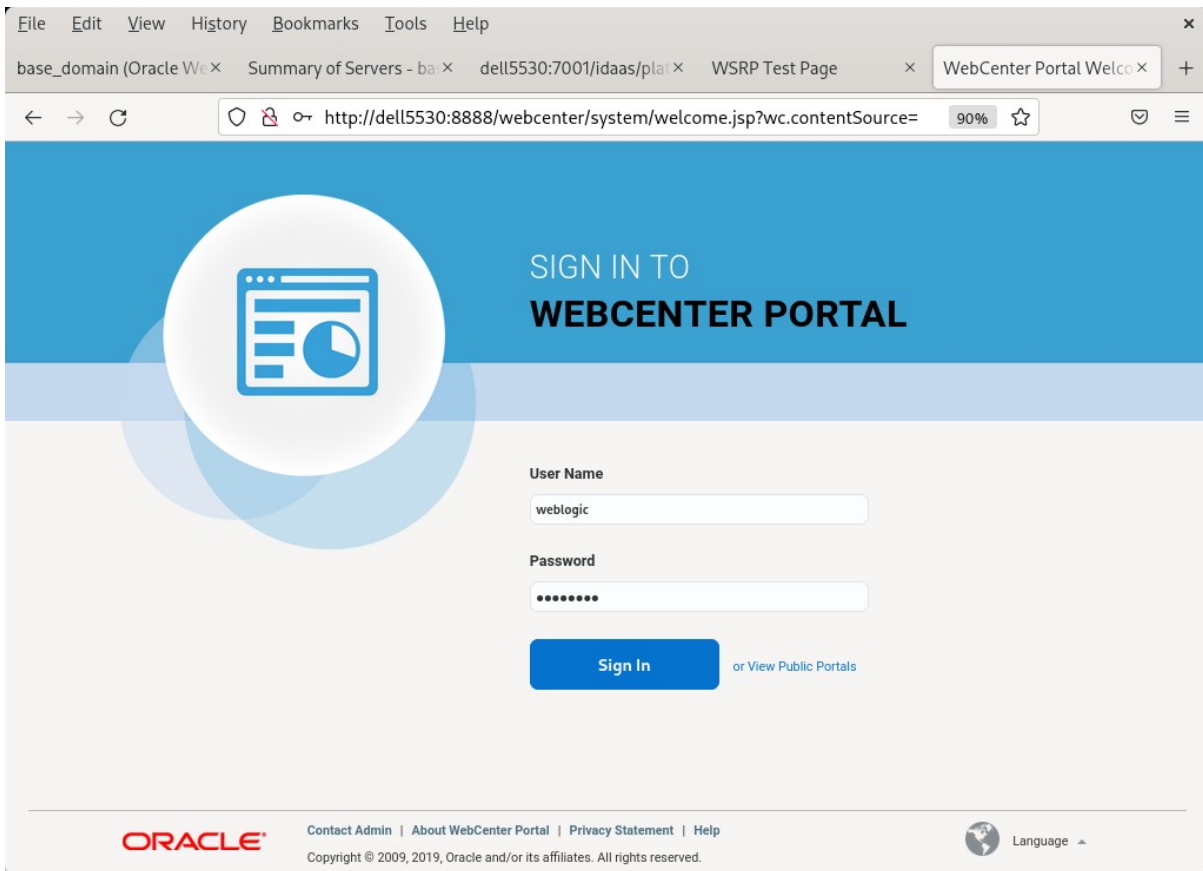 File Edit View History Bookmarks Tools Help
base_domain (Oracle We Summary of Servers - bas dell5530:7001/idaas/plat WSRP Test Page WebCenter Portal Welco
http://dell5530:8888/webcenter/system/welcome.jsp?wc.contentSource= 90%
SIGN IN TO
WEBCENTER PORTAL
User Name
weblogic
Password
••••••••
Sign In or View Public Portals
ORACLE
Contact Admin | About WebCenter Portal | Privacy Statement | Help
Copyright © 2009, 2019, Oracle and/or its affiliates. All rights reserved.
Language